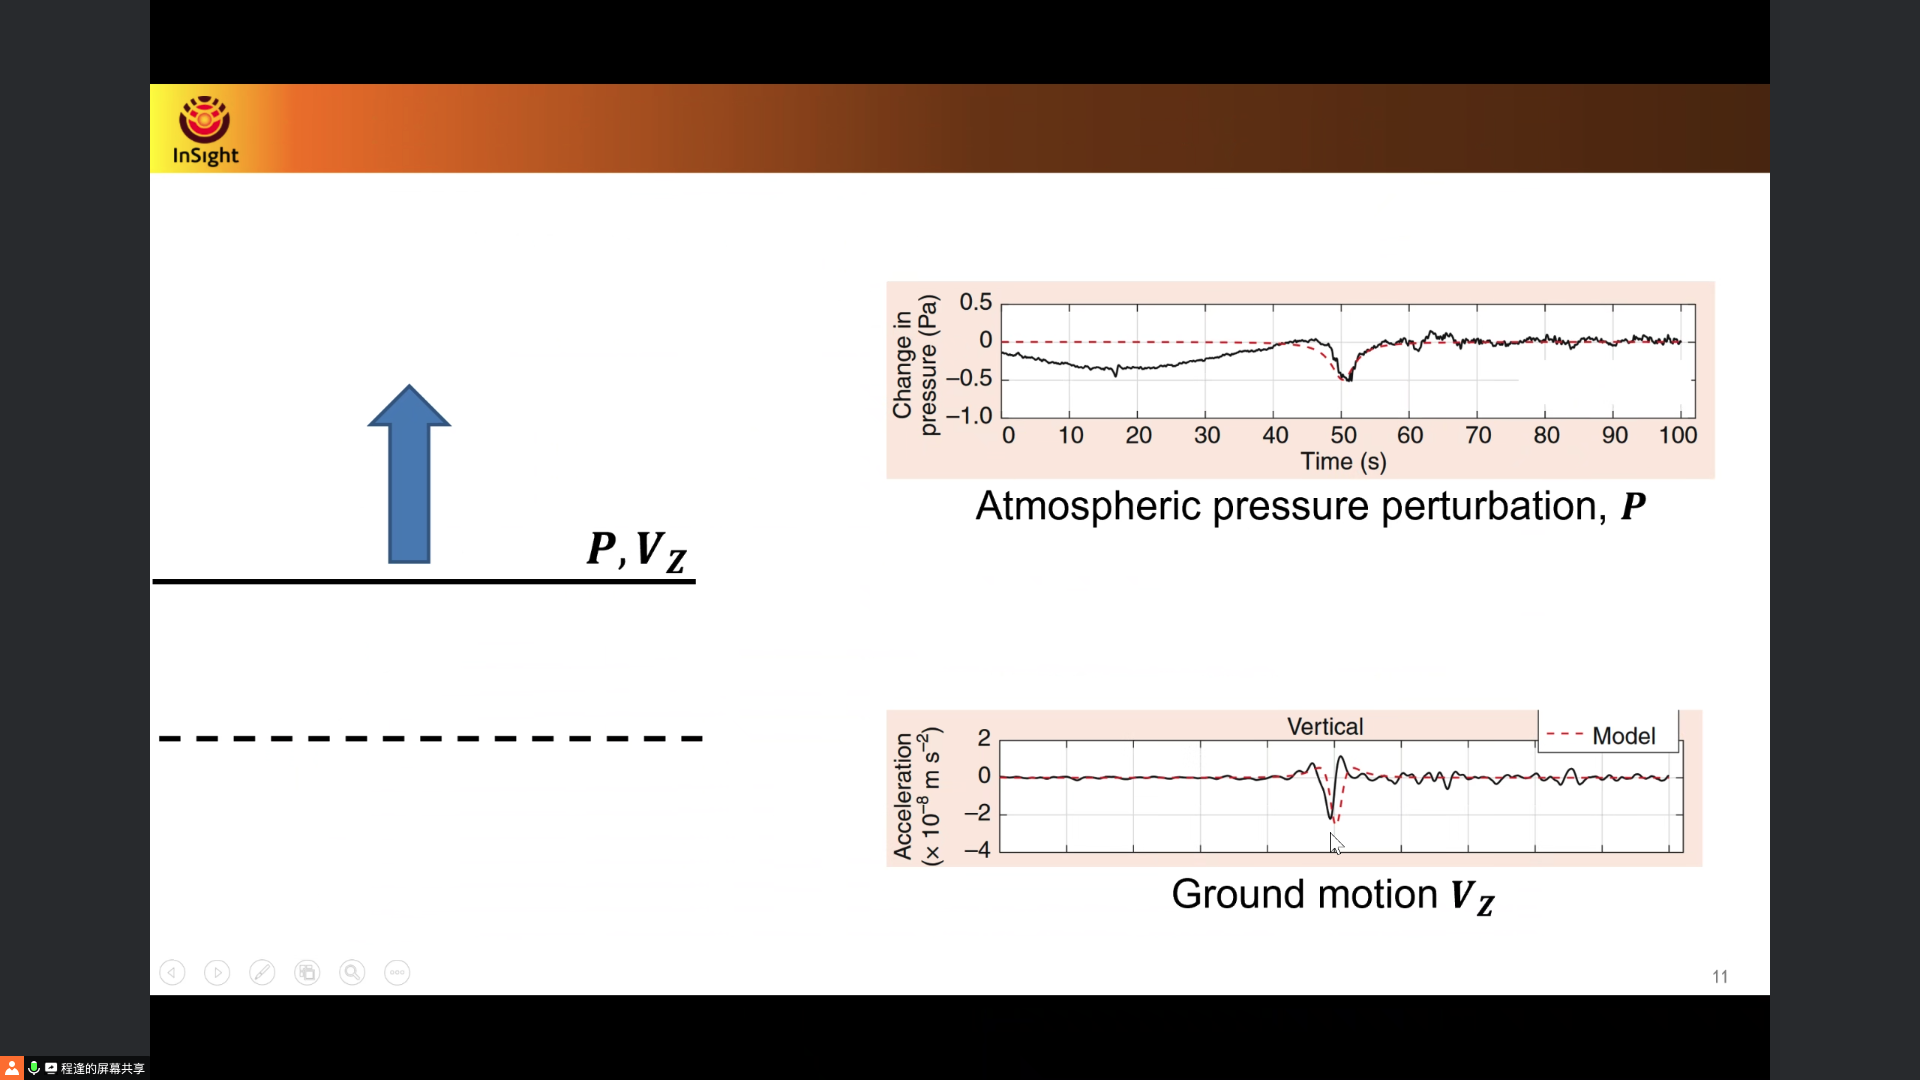 InSight
P, V_Z
Change in
pressure (Pa)
0.5
0
−0.5
−1.0
0 10 20 30 40 50 60 70 80 90 100
Time (s)
Atmospheric pressure perturbation, P
Vertical
Model
Acceleration
(× 10⁻⁸ m s⁻²)
2
0
−2
−4
Ground motion V_Z
11
程逢的屏幕共享